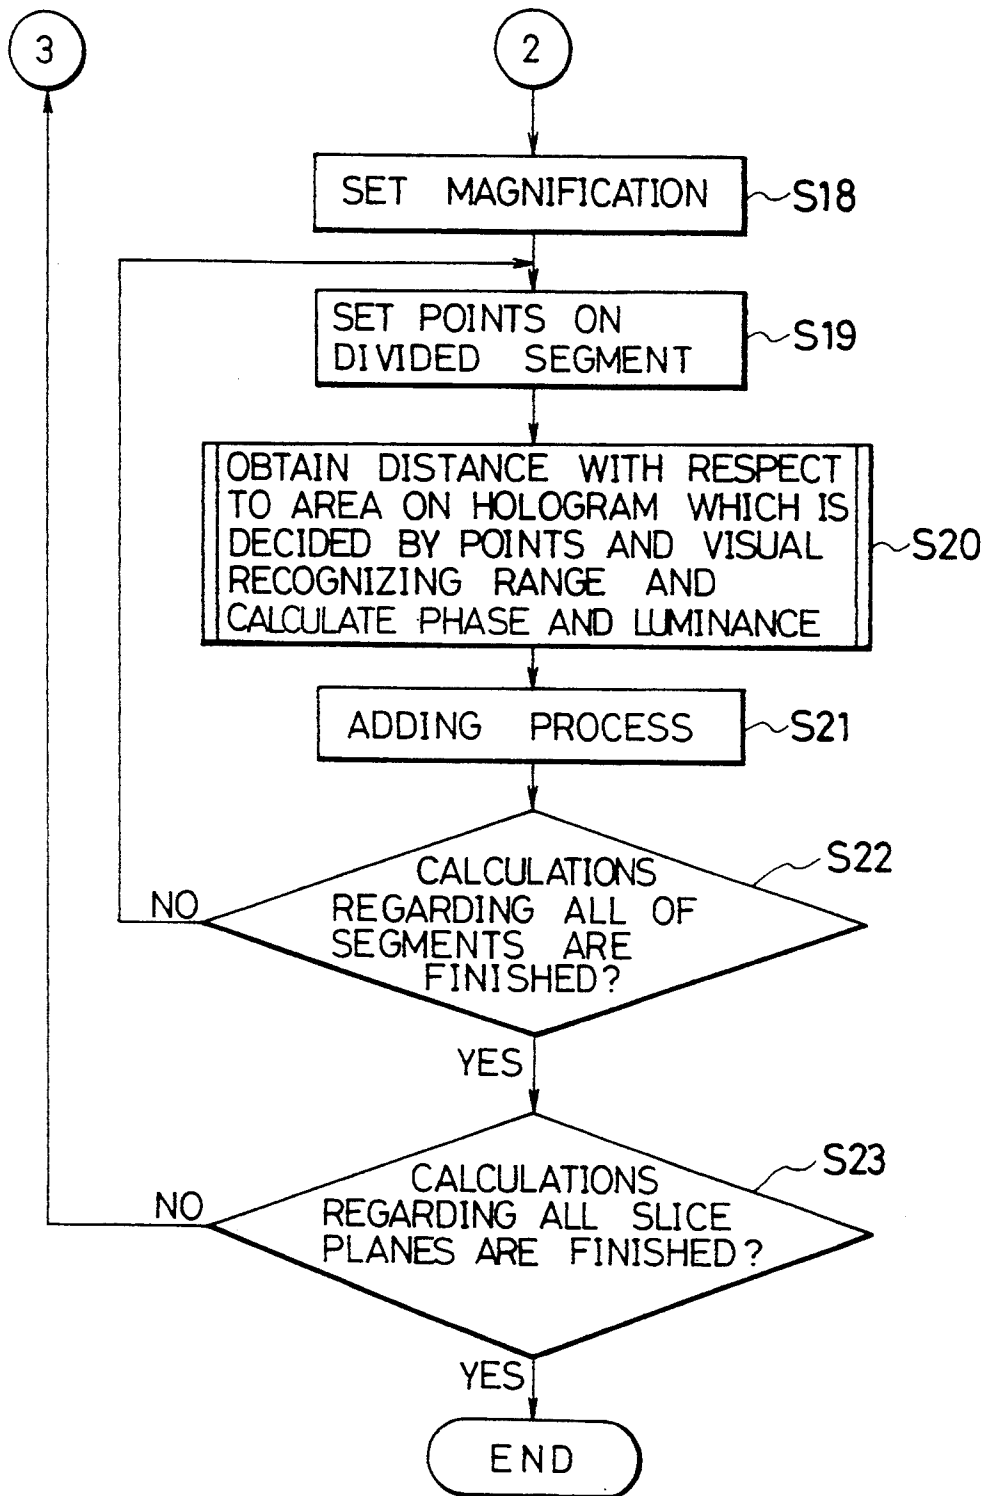 3
2
SET MAGNIFICATION
S18
SET POINTS ON
DIVIDED SEGMENT
S19
OBTAIN DISTANCE WITH RESPECT
TO AREA ON HOLOGRAM WHICH IS
DECIDED BY POINTS AND VISUAL
RECOGNIZING RANGE AND
CALCULATE PHASE AND LUMINANCE
S20
ADDING PROCESS
S21
CALCULATIONS
REGARDING ALL OF
SEGMENTS ARE
FINISHED?
S22
NO
YES
CALCULATIONS
REGARDING ALL SLICE
PLANES ARE FINISHED?
S23
NO
YES
END